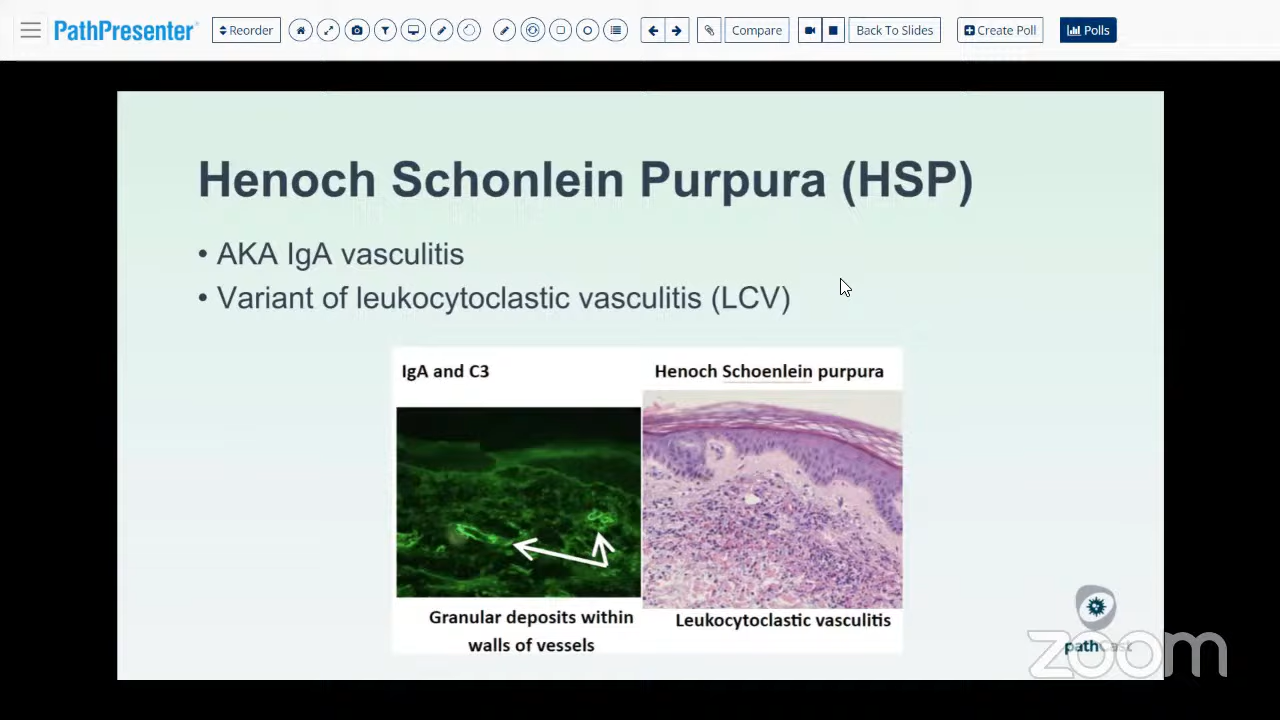 PathPresenter
Reorder
Compare
Back To Slides
Create Poll
Polls
Henoch Schonlein Purpura (HSP)
• AKA IgA vasculitis
• Variant of leukocytoclastic vasculitis (LCV)
IgA and C3
Henoch Schoenlein purpura
Granular deposits within
walls of vessels
Leukocytoclastic vasculitis
pathCast
zoom